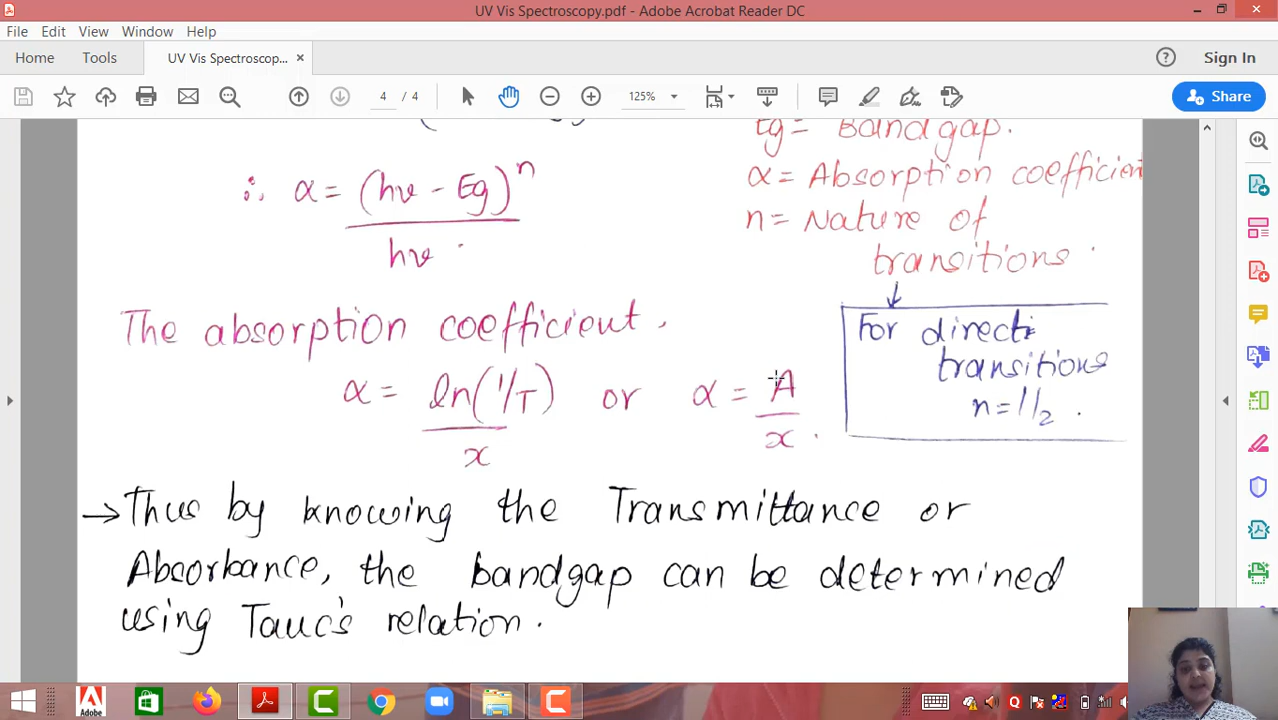 UV Vis Spectroscopy.pdf - Adobe Acrobat Reader DC
File Edit View Window Help
Home Tools UV Vis Spectroscop... × Sign In
4 / 4 125% Share
Eg = Bandgap.
∴ α = (hν - Eg)^n / hν
α = Absorption coefficien
n = Nature of
transitions
The absorption coefficient,
α = ln(1/T) / x or α = A / x.
For direct
transitions
n = 1/2.
→ Thus by knowing the Transmittance or
Absorbance, the bandgap can be determined
using Tauc's relation.
Adobe